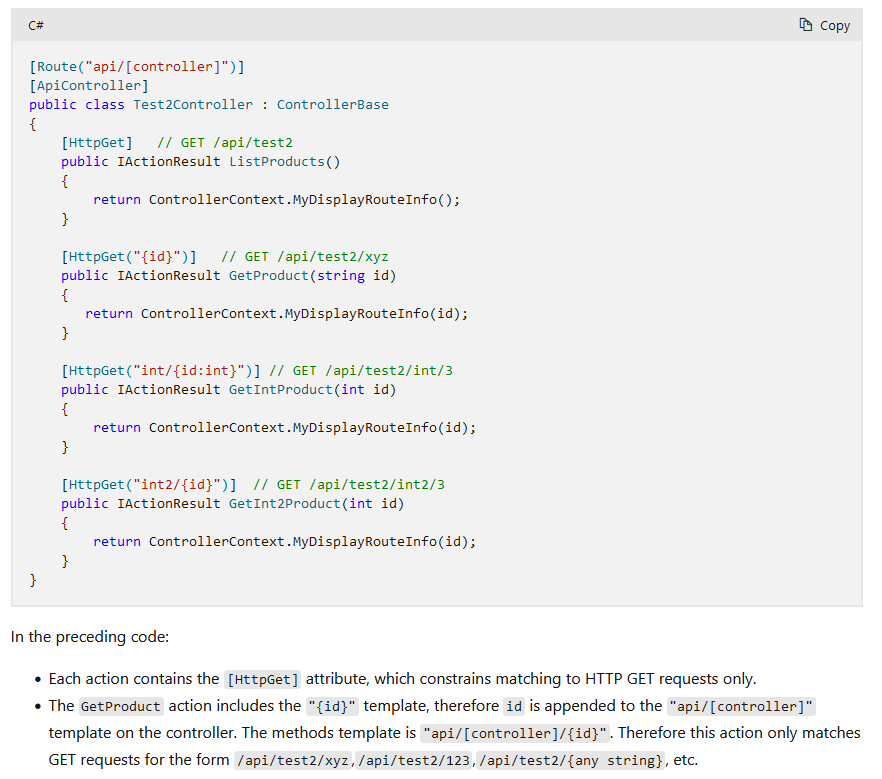 C#
Copy
[Route("api/[controller]")]
[ApiController]
public class Test2Controller : ControllerBase
{
    [HttpGet]   // GET /api/test2
    public IActionResult ListProducts()
    {
        return ControllerContext.MyDisplayRouteInfo();
    }

    [HttpGet("{id}")]   // GET /api/test2/xyz
    public IActionResult GetProduct(string id)
    {
       return ControllerContext.MyDisplayRouteInfo(id);
    }

    [HttpGet("int/{id:int}")] // GET /api/test2/int/3
    public IActionResult GetIntProduct(int id)
    {
        return ControllerContext.MyDisplayRouteInfo(id);
    }

    [HttpGet("int2/{id}")]  // GET /api/test2/int2/3
    public IActionResult GetInt2Product(int id)
    {
        return ControllerContext.MyDisplayRouteInfo(id);
    }
}
In the preceding code:
• Each action contains the [HttpGet] attribute, which constrains matching to HTTP GET requests only.
• The GetProduct action includes the "{id}" template, therefore id is appended to the "api/[controller]"
template on the controller. The methods template is "api/[controller]/{id}". Therefore this action only matches
GET requests for the form /api/test2/xyz,/api/test2/123,/api/test2/{any string}, etc.